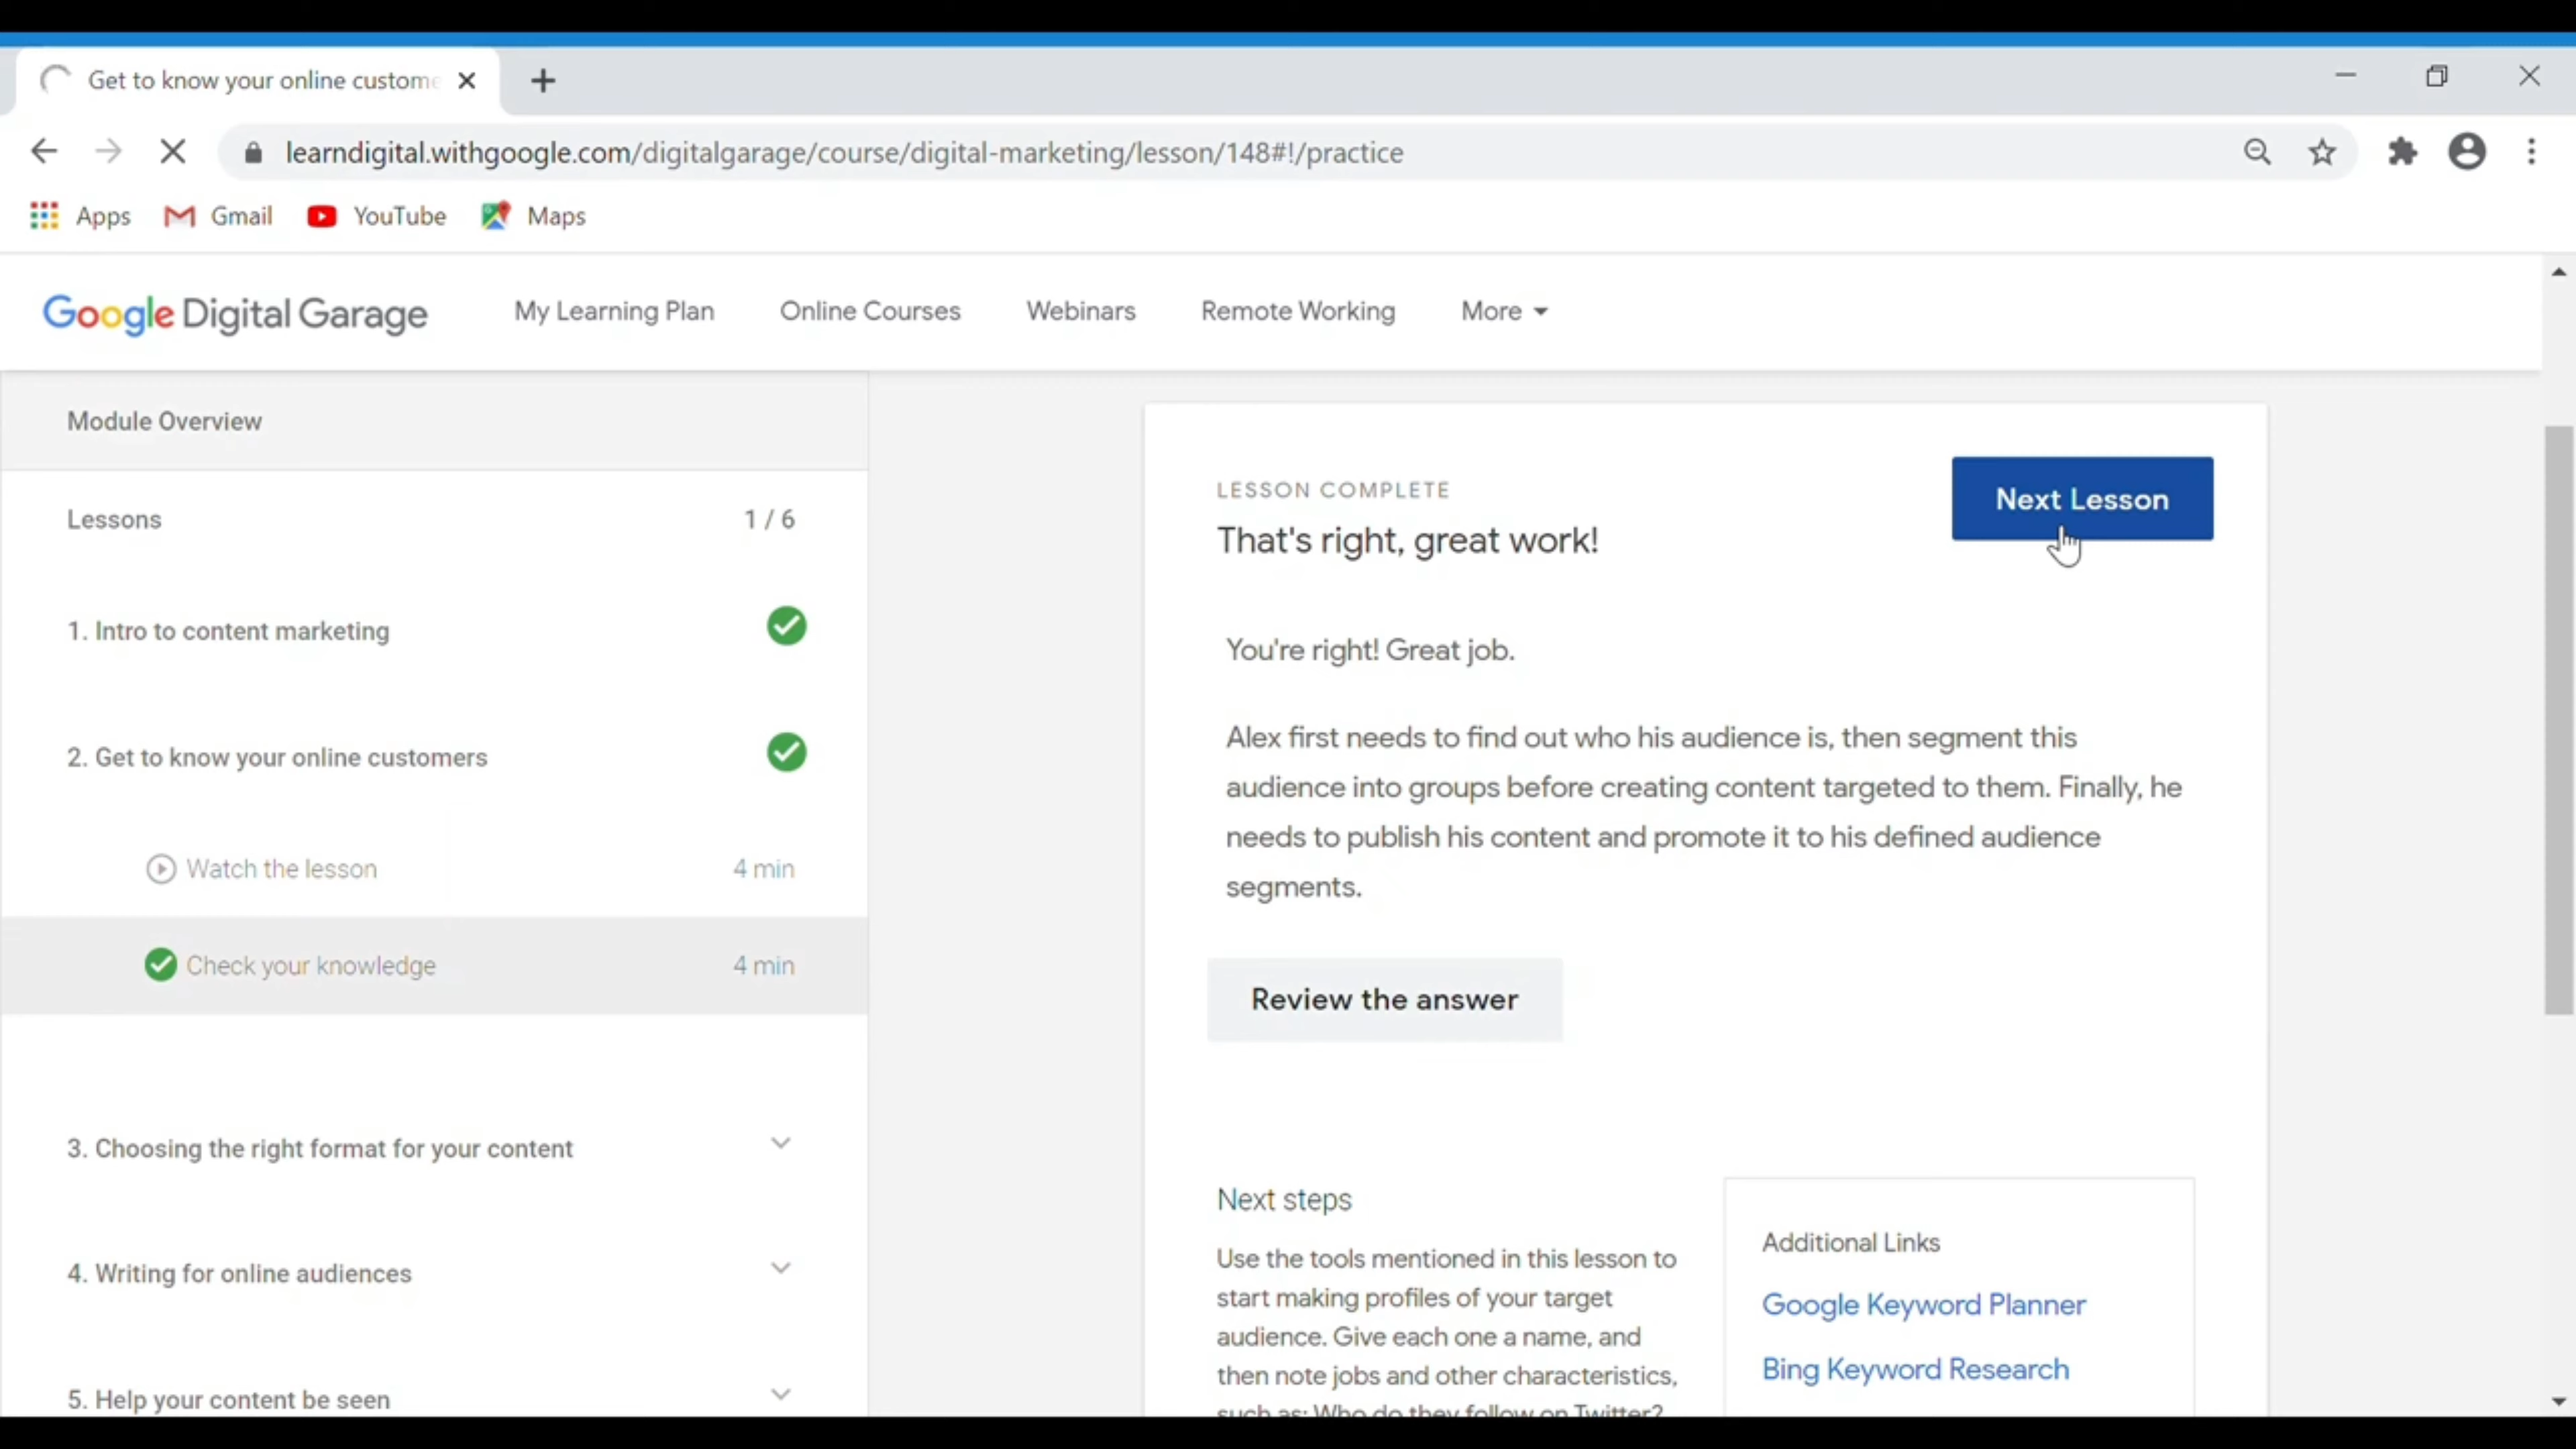 Get to know your online custome
learndigital.withgoogle.com/digitalgarage/course/digital-marketing/lesson/148#!/practice
Apps
Gmail
YouTube
Maps
Google Digital Garage
My Learning Plan
Online Courses
Webinars
Remote Working
More
Module Overview
Lessons
1 / 6
1. Intro to content marketing
2. Get to know your online customers
Watch the lesson
4 min
Check your knowledge
4 min
3. Choosing the right format for your content
4. Writing for online audiences
5. Help your content be seen
LESSON COMPLETE
That's right, great work!
Next Lesson
You're right! Great job.
Alex first needs to find out who his audience is, then segment this
audience into groups before creating content targeted to them. Finally, he
needs to publish his content and promote it to his defined audience
segments.
Review the answer
Next steps
Use the tools mentioned in this lesson to
start making profiles of your target
audience. Give each one a name, and
then note jobs and other characteristics,
such as: Who do they follow on Twitter?
Additional Links
Google Keyword Planner
Bing Keyword Research